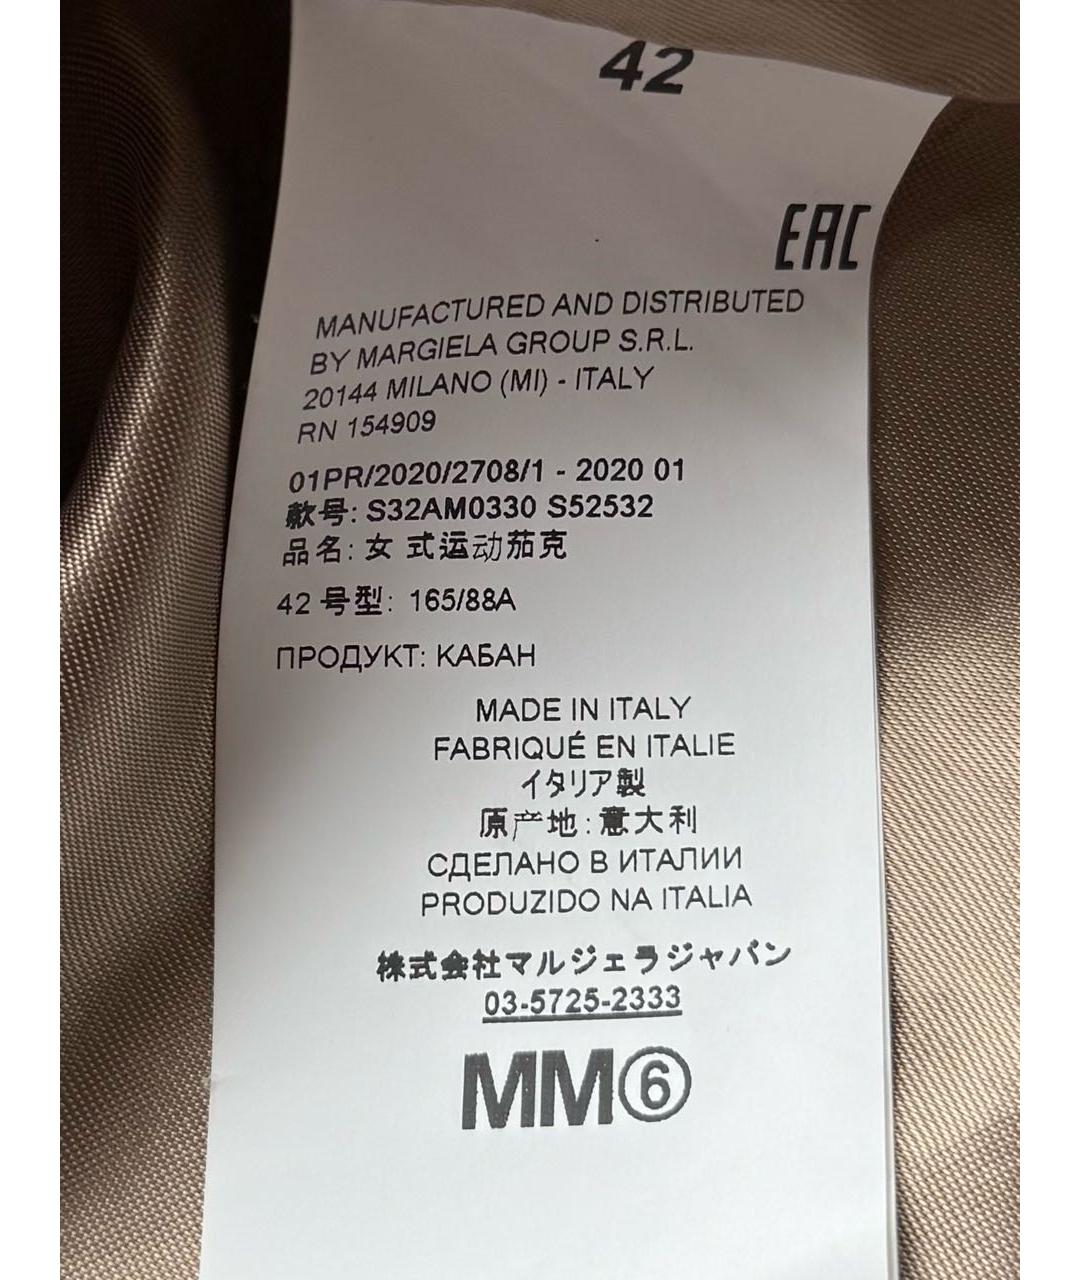 42
EAC
MANUFACTURED AND DISTRIBUTED
BY MARGIELA GROUP S.R.L.
20144 MILANO (MI) - ITALY
RN 154909
01PR/2020/2708/1 - 2020 01
款号: S32AM0330 S52532
品名: 女 式运动茄克
42 号型: 165/88A
ПРОДУКТ: КАБАН
MADE IN ITALY
FABRIQUÉ EN ITALIE
イタリア製
原产地: 意大利
СДЕЛАНО В ИТАЛИИ
PRODUZIDO NA ITALIA
株式会社マルジェラジャパン
03-5725-2333
MM⑥